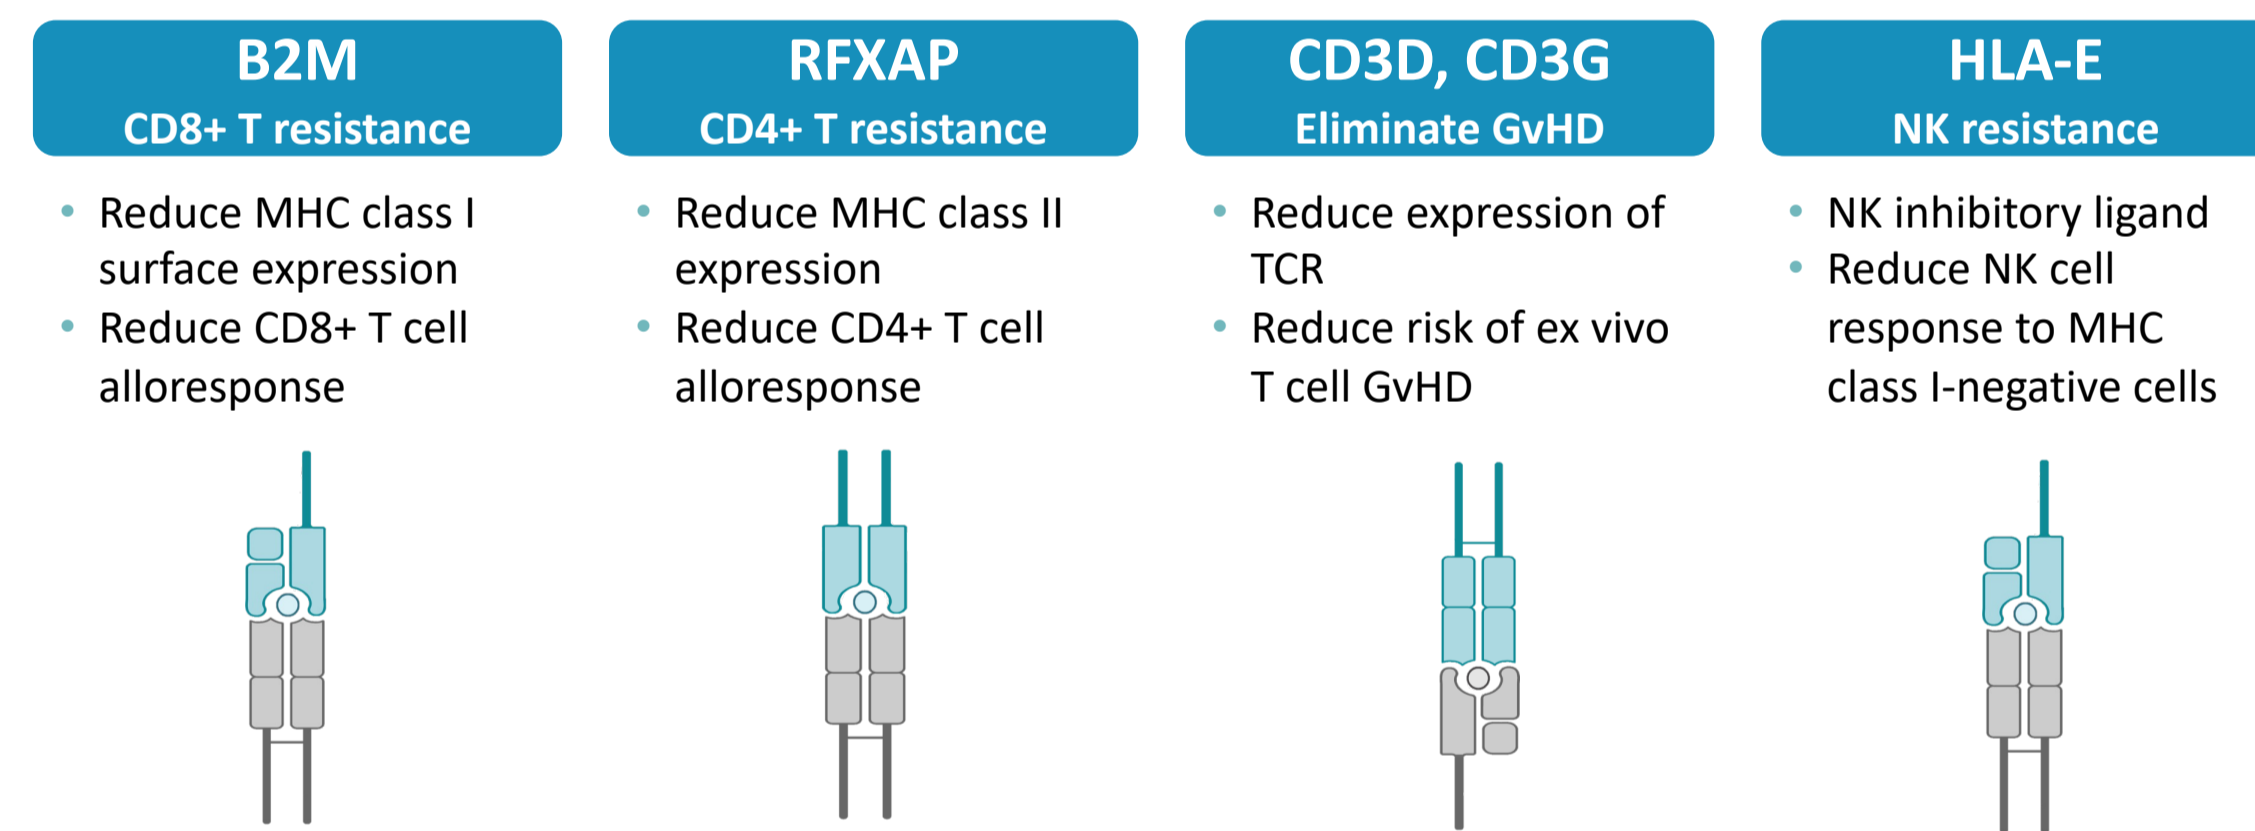 B2M
CD8+ T resistance
• Reduce MHC class I
surface expression
• Reduce CD8+ T cell
alloresponse
RFXAP
CD4+ T resistance
• Reduce MHC class II
expression
• Reduce CD4+ T cell
alloresponse
CD3D, CD3G
Eliminate GvHD
• Reduce expression of
TCR
• Reduce risk of ex vivo
T cell GvHD
HLA-E
NK resistance
• NK inhibitory ligand
• Reduce NK cell
response to MHC
class I-negative cells